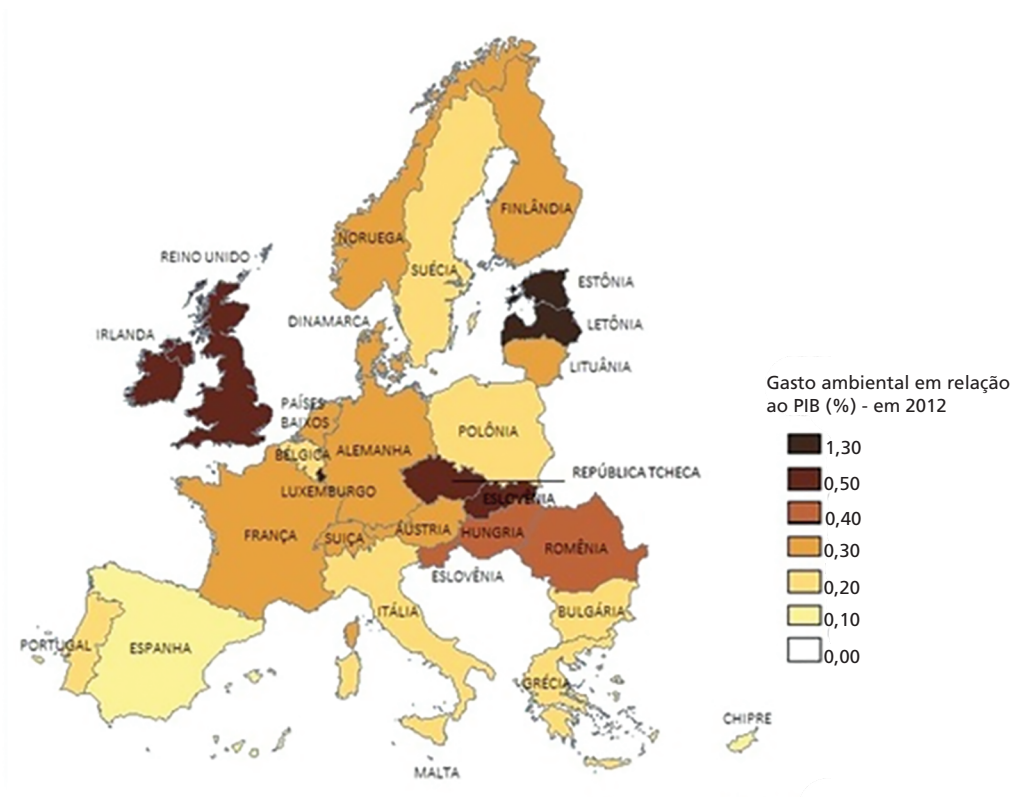 FINLÂNDIA
NORUEGA
REINO UNIDO
SUÉCIA
ESTÔNIA
DINAMARCA
LETÔNIA
IRLANDA
LITUÂNIA
Gasto ambiental em relação
ao PIB (%) - em 2012
PAÍSES
BAIXOS
POLÔNIA
1,30
BÉLGICA
ALEMANHA
REPÚBLICA TCHECA
0,50
LUXEMBURGO
ESLOVÉNIA
0,40
FRANÇA
SUIÇA
ÁUSTRIA
HUNGRIA
ROMÊNIA
0,30
ESLOVÊNIA
0,20
ITÁLIA
BULGÁRIA
0,10
PORTUGAL
ESPANHA
0,00
GRÉCIA
CHIPRE
MALTA